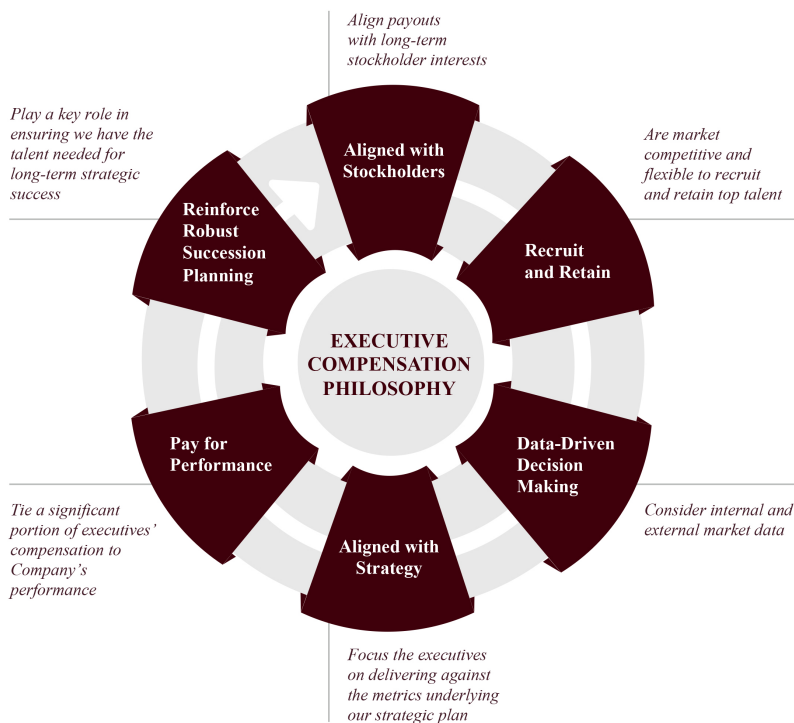 Align payouts
with long-term
stockholder interests
Play a key role in
ensuring we have the
talent needed for
long-term strategic
success
Are market
competitive and
flexible to recruit
and retain top talent
Aligned with
Stockholders
Reinforce
Robust
Succession
Planning
Recruit
and Retain
EXECUTIVE
COMPENSATION
PHILOSOPHY
Pay for
Performance
Data-Driven
Decision
Making
Aligned with
Strategy
Tie a significant
portion of executives’
compensation to
Company’s
performance
Consider internal and
external market data
Focus the executives
on delivering against
the metrics underlying
our strategic plan